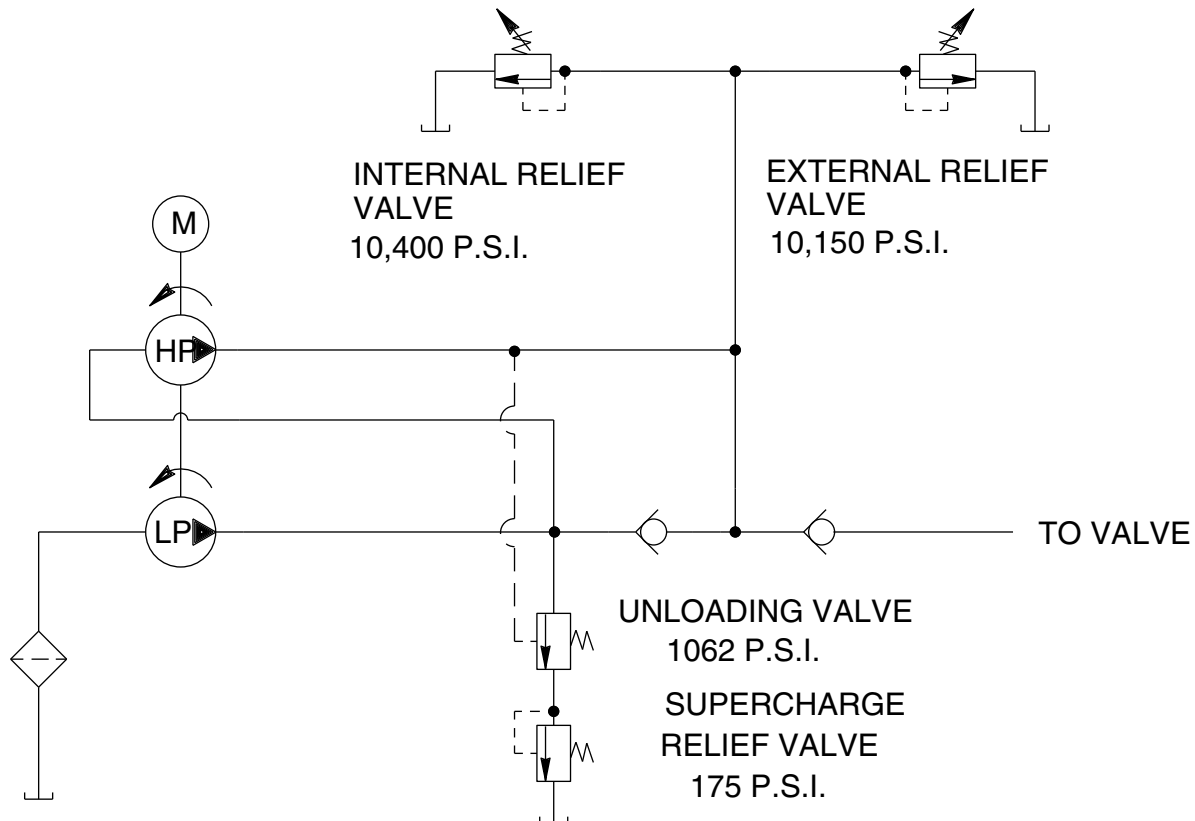 INTERNAL RELIEF
VALVE
10,400 P.S.I.
EXTERNAL RELIEF
VALVE
10,150 P.S.I.
M
HP
LP
TO VALVE
UNLOADING VALVE
1062 P.S.I.
SUPERCHARGE
RELIEF VALVE
175 P.S.I.